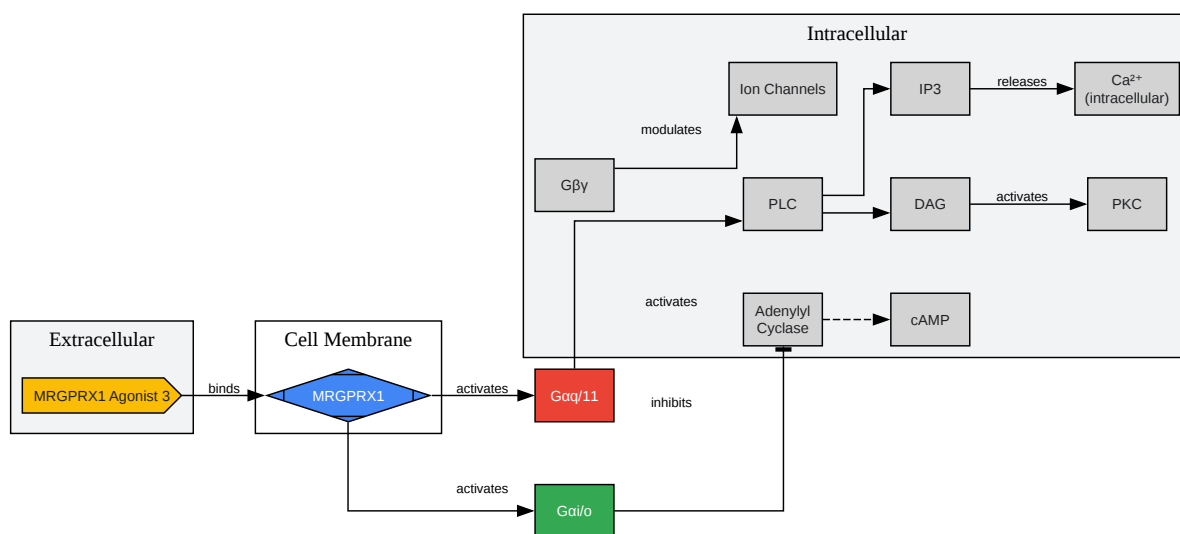 Intracellular
Ion Channels
IP3
releases
Ca²⁺
(intracellular)
modulates
Gβγ
PLC
DAG
activates
PKC
activates
Adenylyl
Cyclase
cAMP
Extracellular
Cell Membrane
MRGPRX1 Agonist 3
binds
MRGPRX1
activates
Gαq/11
inhibits
activates
Gαi/o